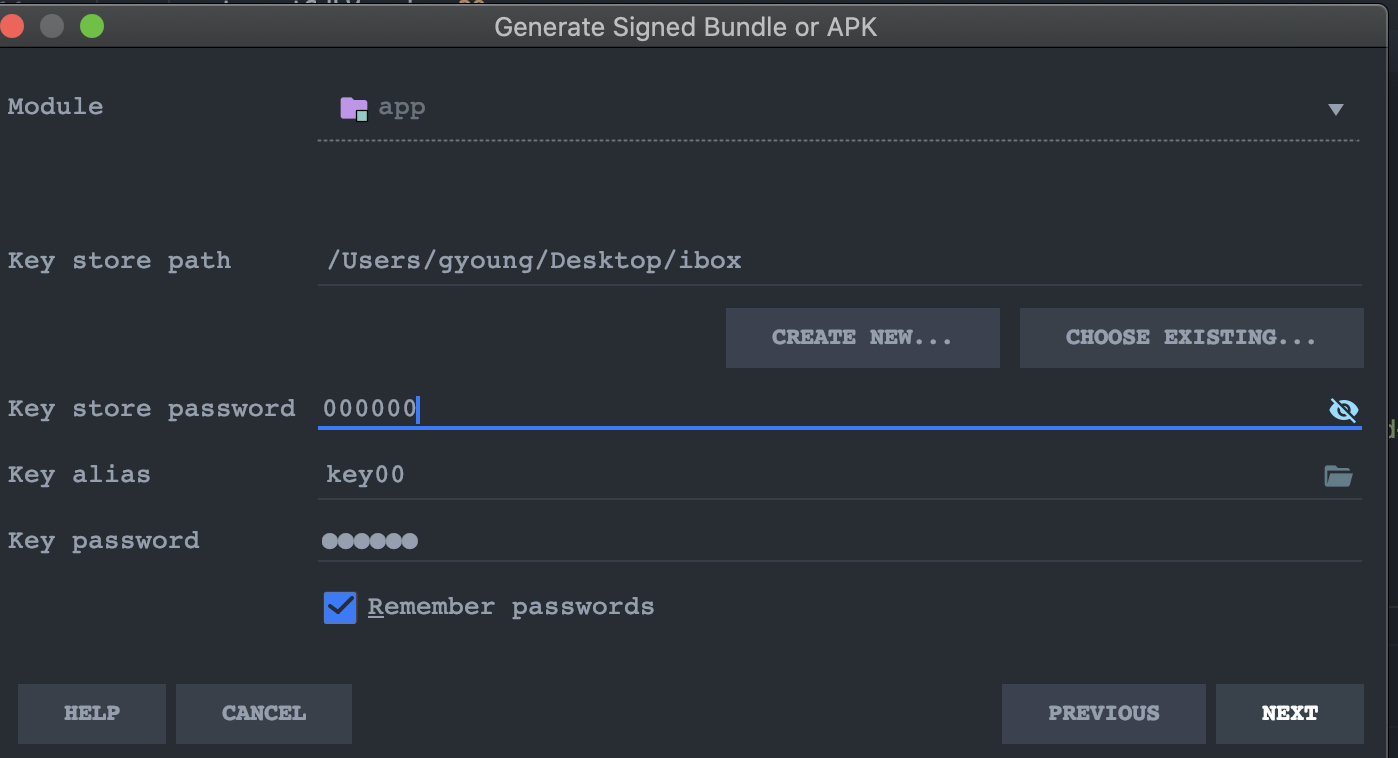 Generate Signed Bundle or APK
Module app
Key store path /Users/gyoung/Desktop/ibox
CREATE NEW... CHOOSE EXISTING...
Key store password 000000
Key alias key00
Key password ●●●●●●
Remember passwords
HELP CANCEL PREVIOUS NEXT